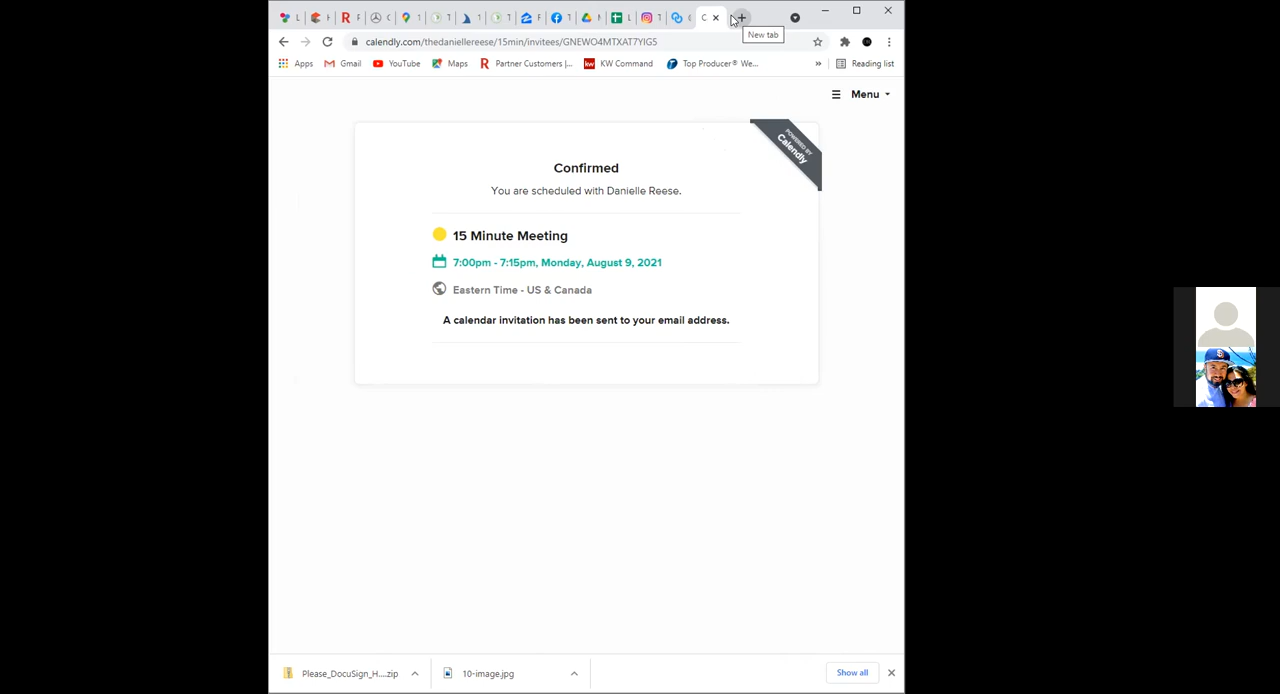 New tab
calendly.com/thedaniellereese/15min/invitees/GNEWO4MTXAT7YIG5
Apps Gmail YouTube Maps Partner Customers |... KW Command Top Producer® We... » Reading list
Menu
POWERED BY
Calendly
Confirmed
You are scheduled with Danielle Reese.
15 Minute Meeting
7:00pm - 7:15pm, Monday, August 9, 2021
Eastern Time - US & Canada
A calendar invitation has been sent to your email address.
Please_DocuSign_H....zip 10-image.jpg Show all